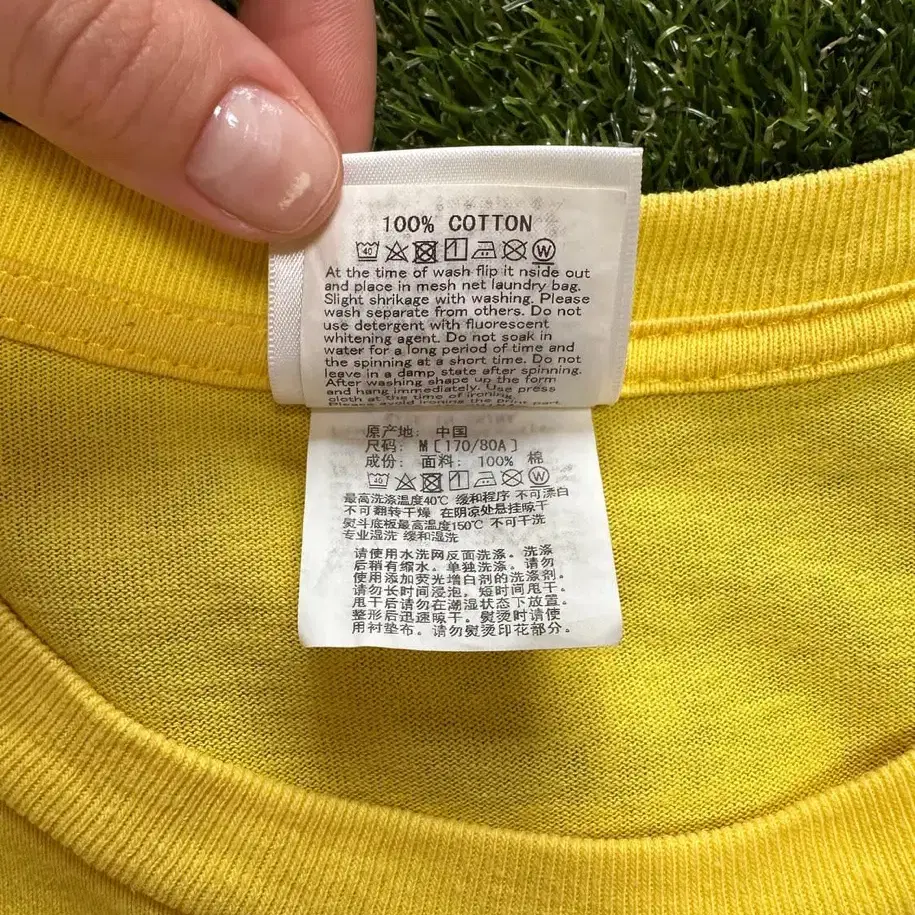 100% COTTON
40 W
At the time of wash flip it nside out
and place in mesh net laundry bag.
Slight shrikage with washing. Please
wash separate from others. Do not
use detergent with fluorescent
whitening agent. Do not soak in
water for a long period of time and
the spinning at a short time. Do not
leave in a damp state after spinning.
After washing shape up the form
and hang immediately. Use press
cloth at the time of ironing.
Please avoid ironing the print part
原产地: 中国
尺码: M [170/80A]
成份: 面料: 100% 棉
40 W
最高洗涤温度40℃ 缓和程序 不可漂白
不可翻转干燥 在阴凉处悬挂晾干
熨斗底板最高温度150℃ 不可干洗
专业湿洗 缓和湿洗
请使用水洗网反面洗涤。洗涤
后稍有缩水。单独洗涤。请勿
使用添加荧光增白剂的洗涤剂。
请勿长时间浸泡。短时间甩干。
甩干后请勿在潮湿状态下放置。
整形后迅速晾干。熨烫时请使
用衬垫布。请勿熨烫印花部分。